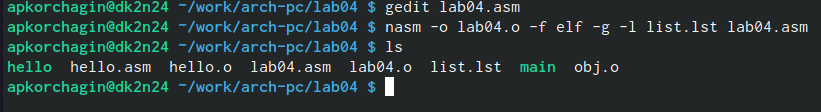 apkorchagin@dk2n24 ~/work/arch-pc/lab04 $ gedit lab04.asm
apkorchagin@dk2n24 ~/work/arch-pc/lab04 $ nasm -o lab04.o -f elf -g -l list.lst lab04.asm
apkorchagin@dk2n24 ~/work/arch-pc/lab04 $ ls
hello hello.asm hello.o lab04.asm lab04.o list.lst main obj.o
apkorchagin@dk2n24 ~/work/arch-pc/lab04 $